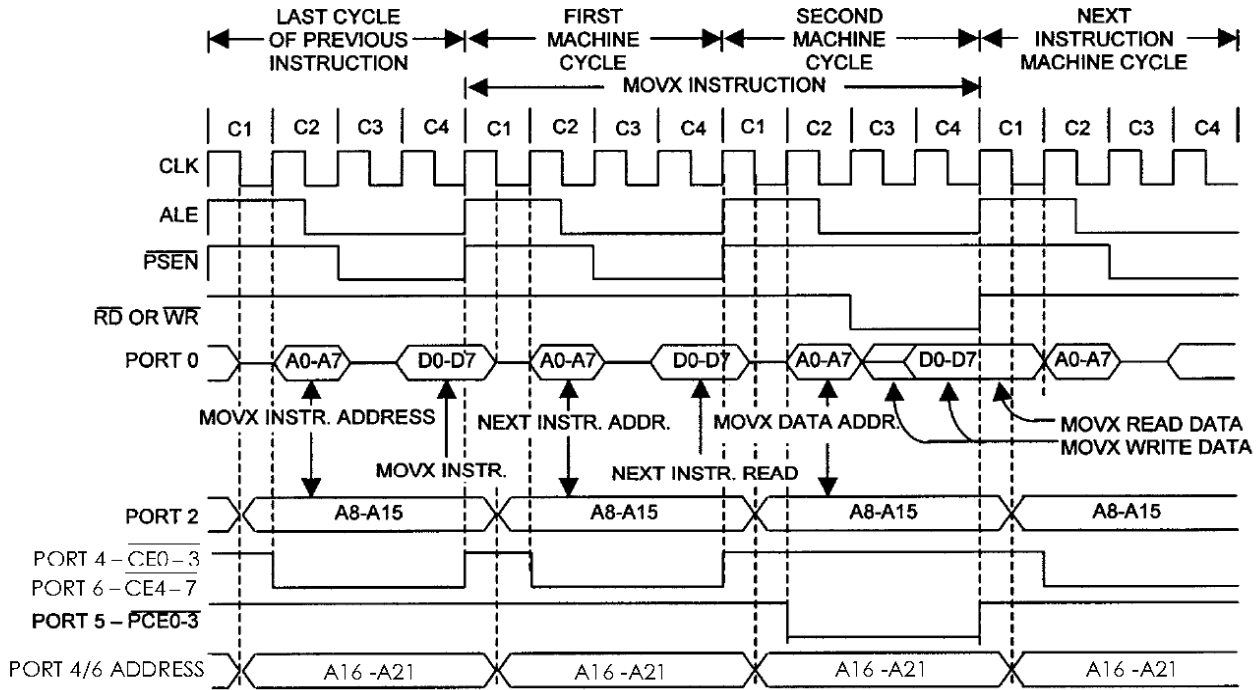 LAST CYCLE OF PREVIOUS INSTRUCTION
FIRST MACHINE CYCLE
SECOND MACHINE CYCLE
NEXT INSTRUCTION MACHINE CYCLE
MOVX INSTRUCTION
C1 C2 C3 C4 C1 C2 C3 C4 C1 C2 C3 C4 C1 C2 C3 C4
CLK
ALE
PSEN
RD OR WR
PORT 0 A0-A7 D0-D7 A0-A7 D0-D7 A0-A7 D0-D7 A0-A7
MOVX INSTR. ADDRESS
NEXT INSTR. ADDR.
MOVX DATA ADDR.
MOVX READ DATA
MOVX WRITE DATA
MOVX INSTR.
NEXT INSTR. READ
PORT 2 A8-A15 A8-A15 A8-A15 A8-A15
PORT 4 – CE0 – 3
PORT 6 – CE4 – 7
PORT 5 – PCE0-3
PORT 4/6 ADDRESS A16 -A21 A16 -A21 A16 -A21 A16 -A21